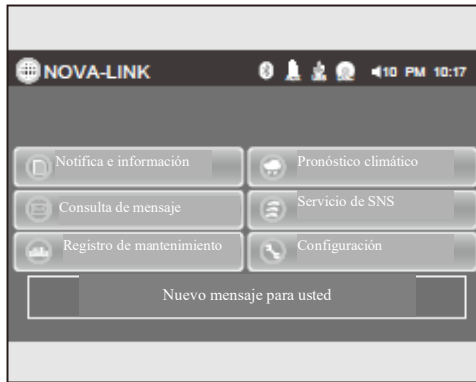 NOVA-LINK 10 PM 10:17
Notifica e información
Pronóstico climático
Consulta de mensaje
Servicio de SNS
Registro de mantenimiento
Configuración
Nuevo mensaje para usted